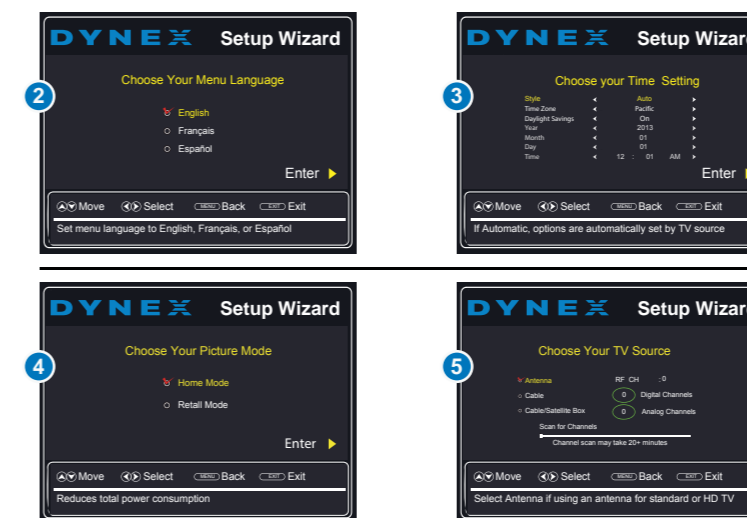 DYNEX Setup Wizard
2
Choose Your Menu Language
English
Français
Español
Enter
Move Select MENU Back EXIT Exit
Set menu language to English, Français, or Español
DYNEX Setup Wizar
3
Choose your Time Setting
Style Auto
Time Zone Pacific
Daylight Savings On
Year 2013
Month 01
Day 01
Time 12 : 01 AM
Enter
Move Select MENU Back EXIT Exit
If Automatic, options are automatically set by TV source
DYNEX Setup Wizard
4
Choose Your Picture Mode
Home Mode
Retall Mode
Enter
Move Select MENU Back EXIT Exit
Reduces total power consumption
DYNEX Setup Wizar
5
Choose Your TV Source
Antenna RF CH :0
Cable 0 Digital Channels
Cable/Satellite Box 0 Analog Channels
Scan for Channels
Channel scan may take 20+ minutes
Move Select MENU Back EXIT Exit
Select Antenna if using an antenna for standard or HD TV